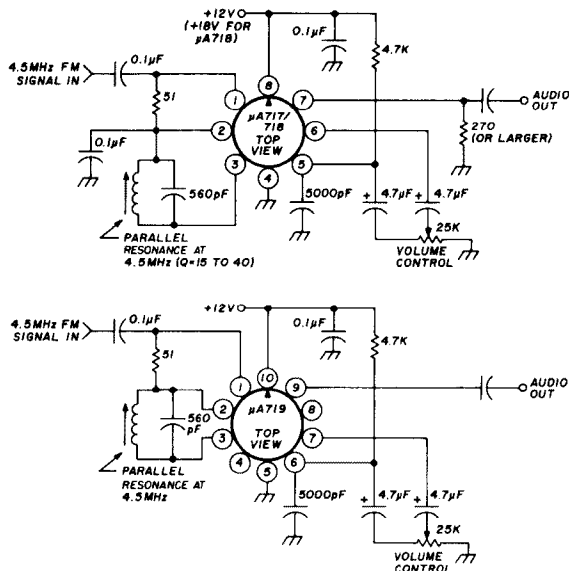 +12V
(+18V FOR
µA718)
0.1µF
4.7K
4.5MHz FM
SIGNAL IN
0.1µF
51
8
1
7
AUDIO
OUT
µA717/
718
TOP
VIEW
2
6
270
(OR LARGER)
0.1µF
3
5
4
560pF
5000pF
4.7µF
4.7µF
+
+
25K
PARALLEL
RESONANCE AT
4.5MHz (Q=15 TO 40)
VOLUME
CONTROL
+12V
0.1µF
4.7K
4.5MHz FM
SIGNAL IN
0.1µF
51
10
1
9
AUDIO
OUT
µA719
TOP
VIEW
2
8
560
pF
3
7
4
6
5
5000pF
4.7µF
4.7µF
+
+
25K
PARALLEL
RESONANCE AT
4.5MHz
VOLUME
CONTROL